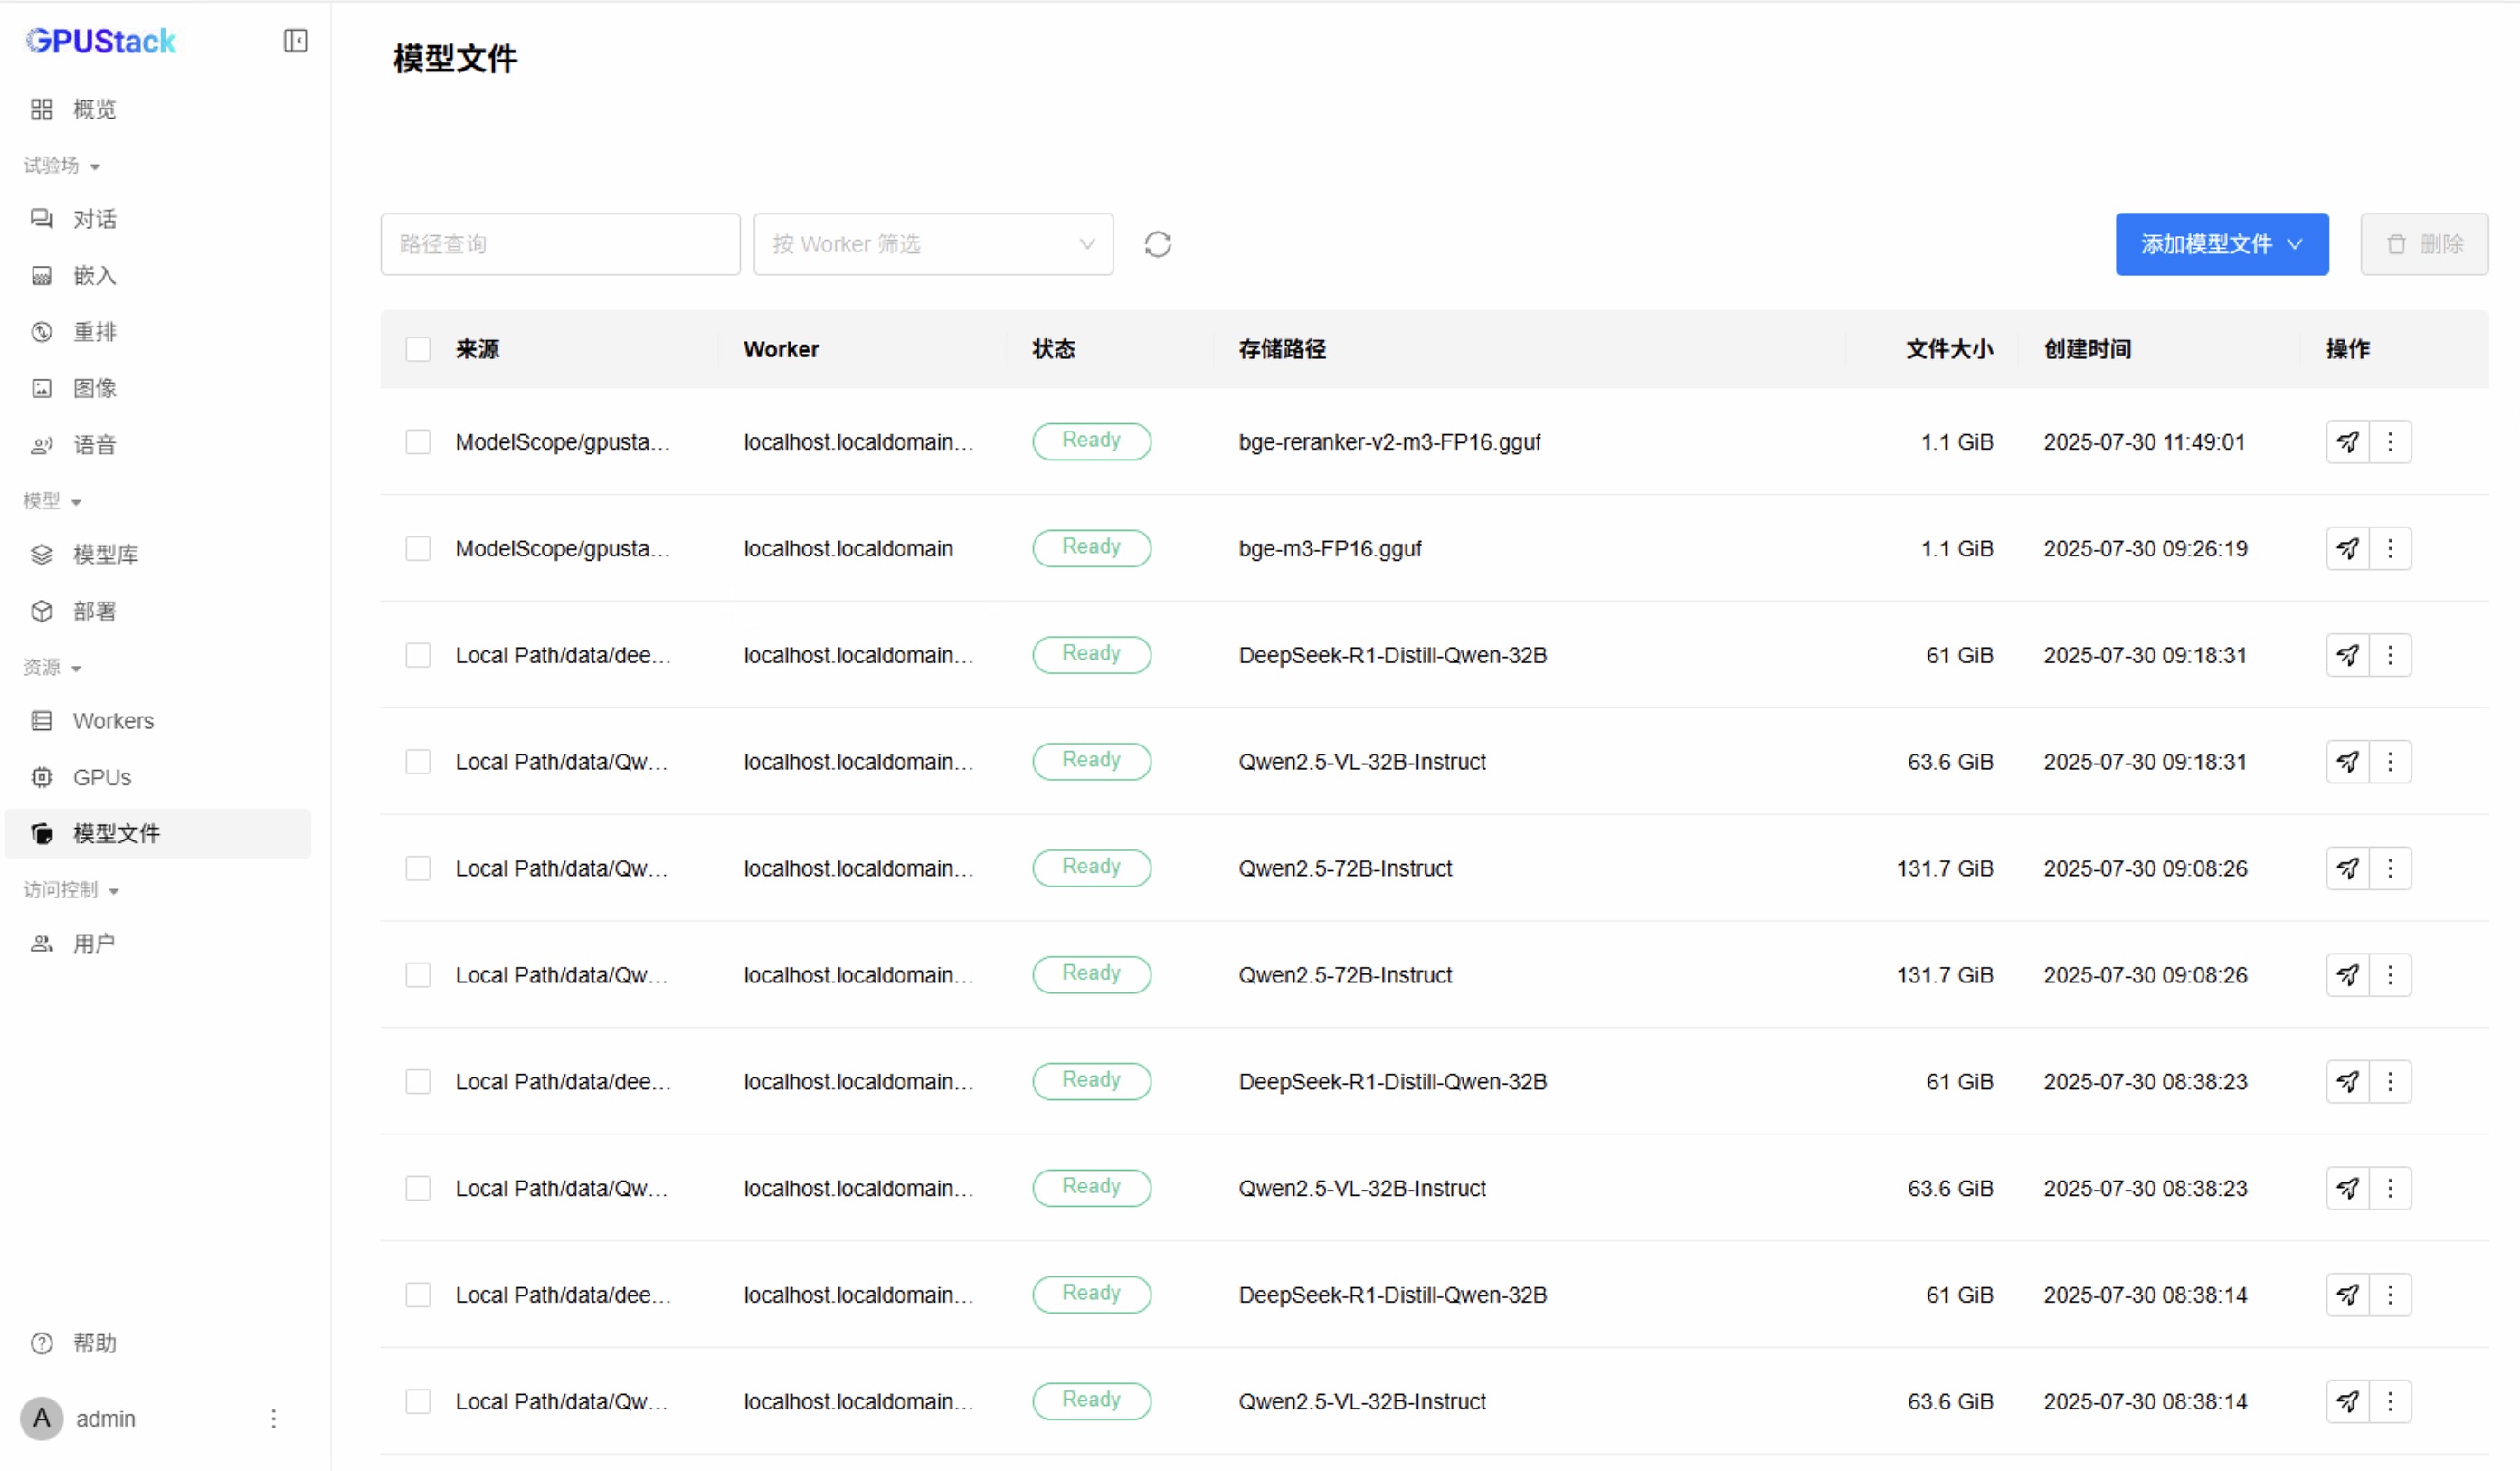 GPUStack
概览
试验场
对话
嵌入
重排
图像
语音
模型
模型库
部署
资源
Workers
GPUs
模型文件
访问控制
用户
帮助
A admin
模型文件
路径查询 按 Worker 筛选 添加模型文件 删除
来源 Worker 状态 存储路径 文件大小 创建时间 操作
ModelScope/gpusta... localhost.localdomain... Ready bge-reranker-v2-m3-FP16.gguf 1.1 GiB 2025-07-30 11:49:01
ModelScope/gpusta... localhost.localdomain Ready bge-m3-FP16.gguf 1.1 GiB 2025-07-30 09:26:19
Local Path/data/dee... localhost.localdomain... Ready DeepSeek-R1-Distill-Qwen-32B 61 GiB 2025-07-30 09:18:31
Local Path/data/Qw... localhost.localdomain... Ready Qwen2.5-VL-32B-Instruct 63.6 GiB 2025-07-30 09:18:31
Local Path/data/Qw... localhost.localdomain... Ready Qwen2.5-72B-Instruct 131.7 GiB 2025-07-30 09:08:26
Local Path/data/Qw... localhost.localdomain... Ready Qwen2.5-72B-Instruct 131.7 GiB 2025-07-30 09:08:26
Local Path/data/dee... localhost.localdomain... Ready DeepSeek-R1-Distill-Qwen-32B 61 GiB 2025-07-30 08:38:23
Local Path/data/Qw... localhost.localdomain... Ready Qwen2.5-VL-32B-Instruct 63.6 GiB 2025-07-30 08:38:23
Local Path/data/dee... localhost.localdomain... Ready DeepSeek-R1-Distill-Qwen-32B 61 GiB 2025-07-30 08:38:14
Local Path/data/Qw... localhost.localdomain... Ready Qwen2.5-VL-32B-Instruct 63.6 GiB 2025-07-30 08:38:14